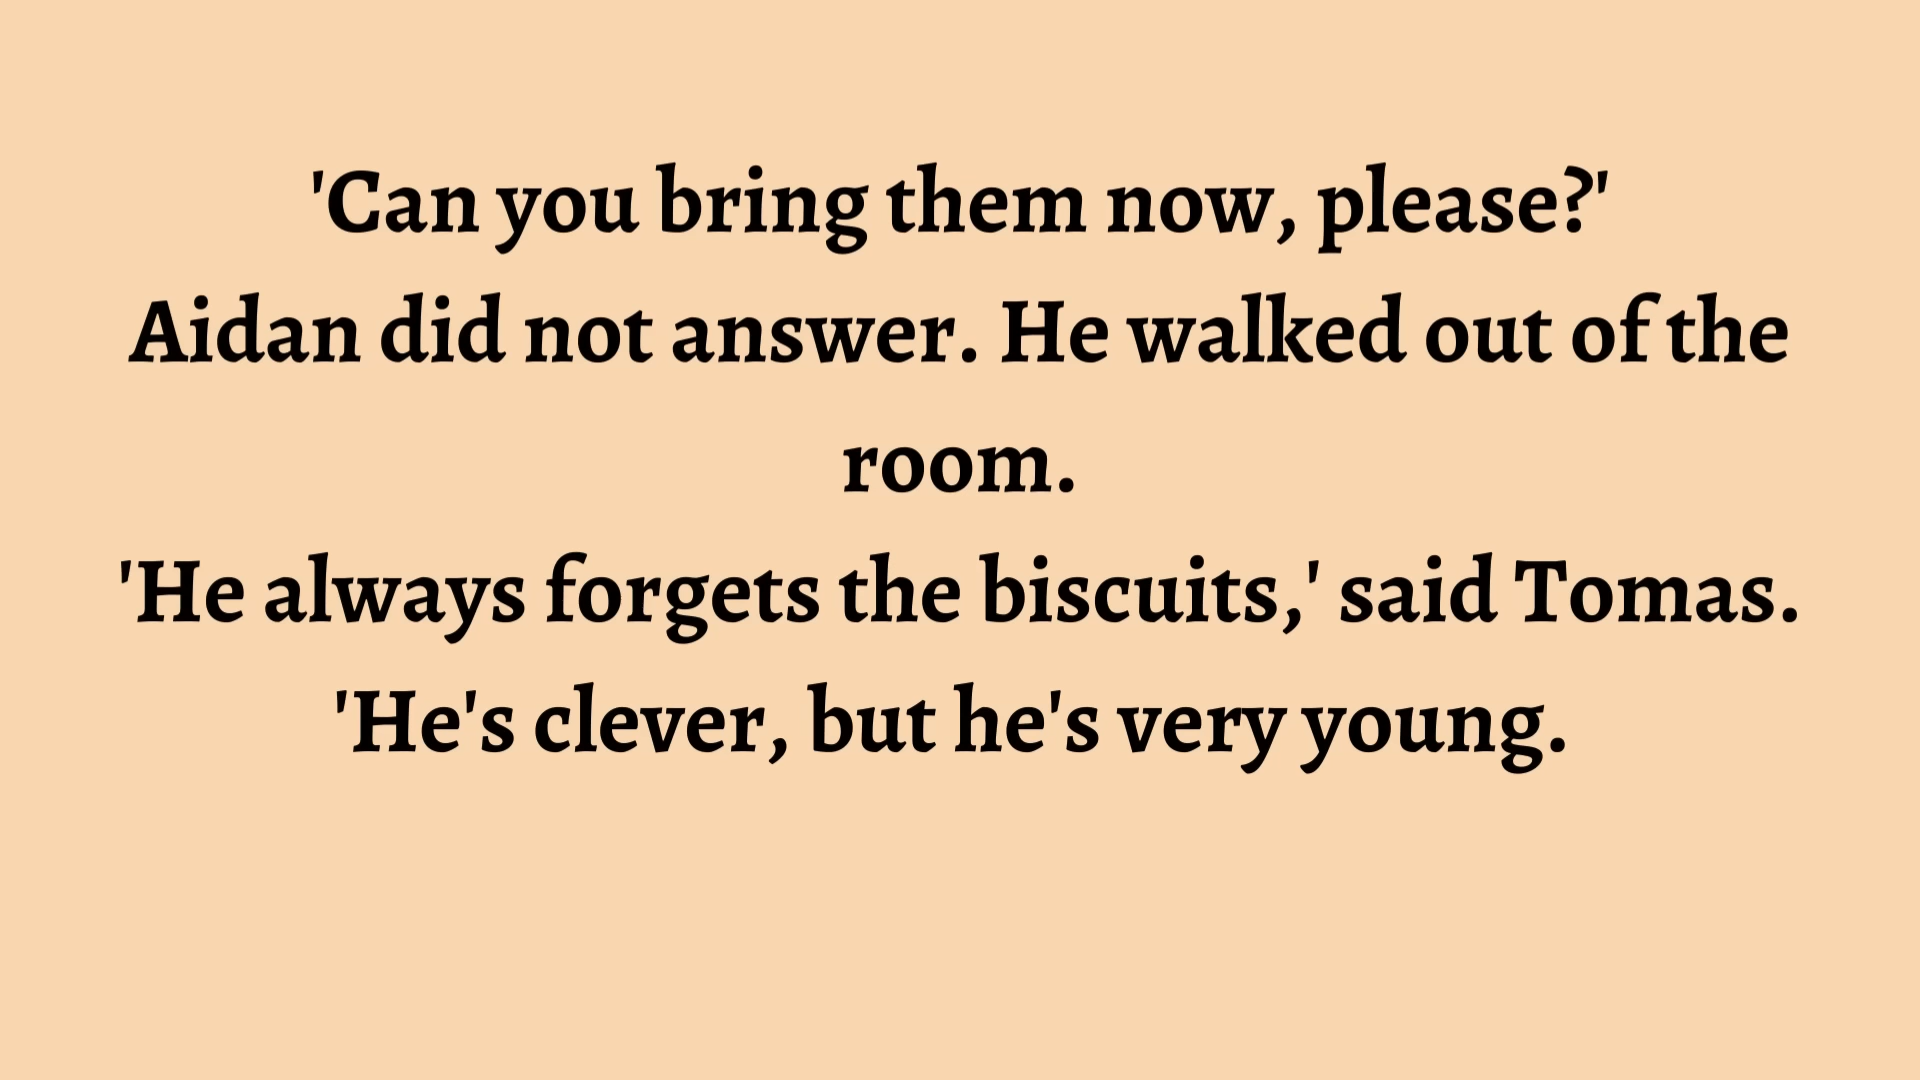 'Can you bring them now, please?'
Aidan did not answer. He walked out of the
room.
'He always forgets the biscuits,' said Tomas.
'He's clever, but he's very young.